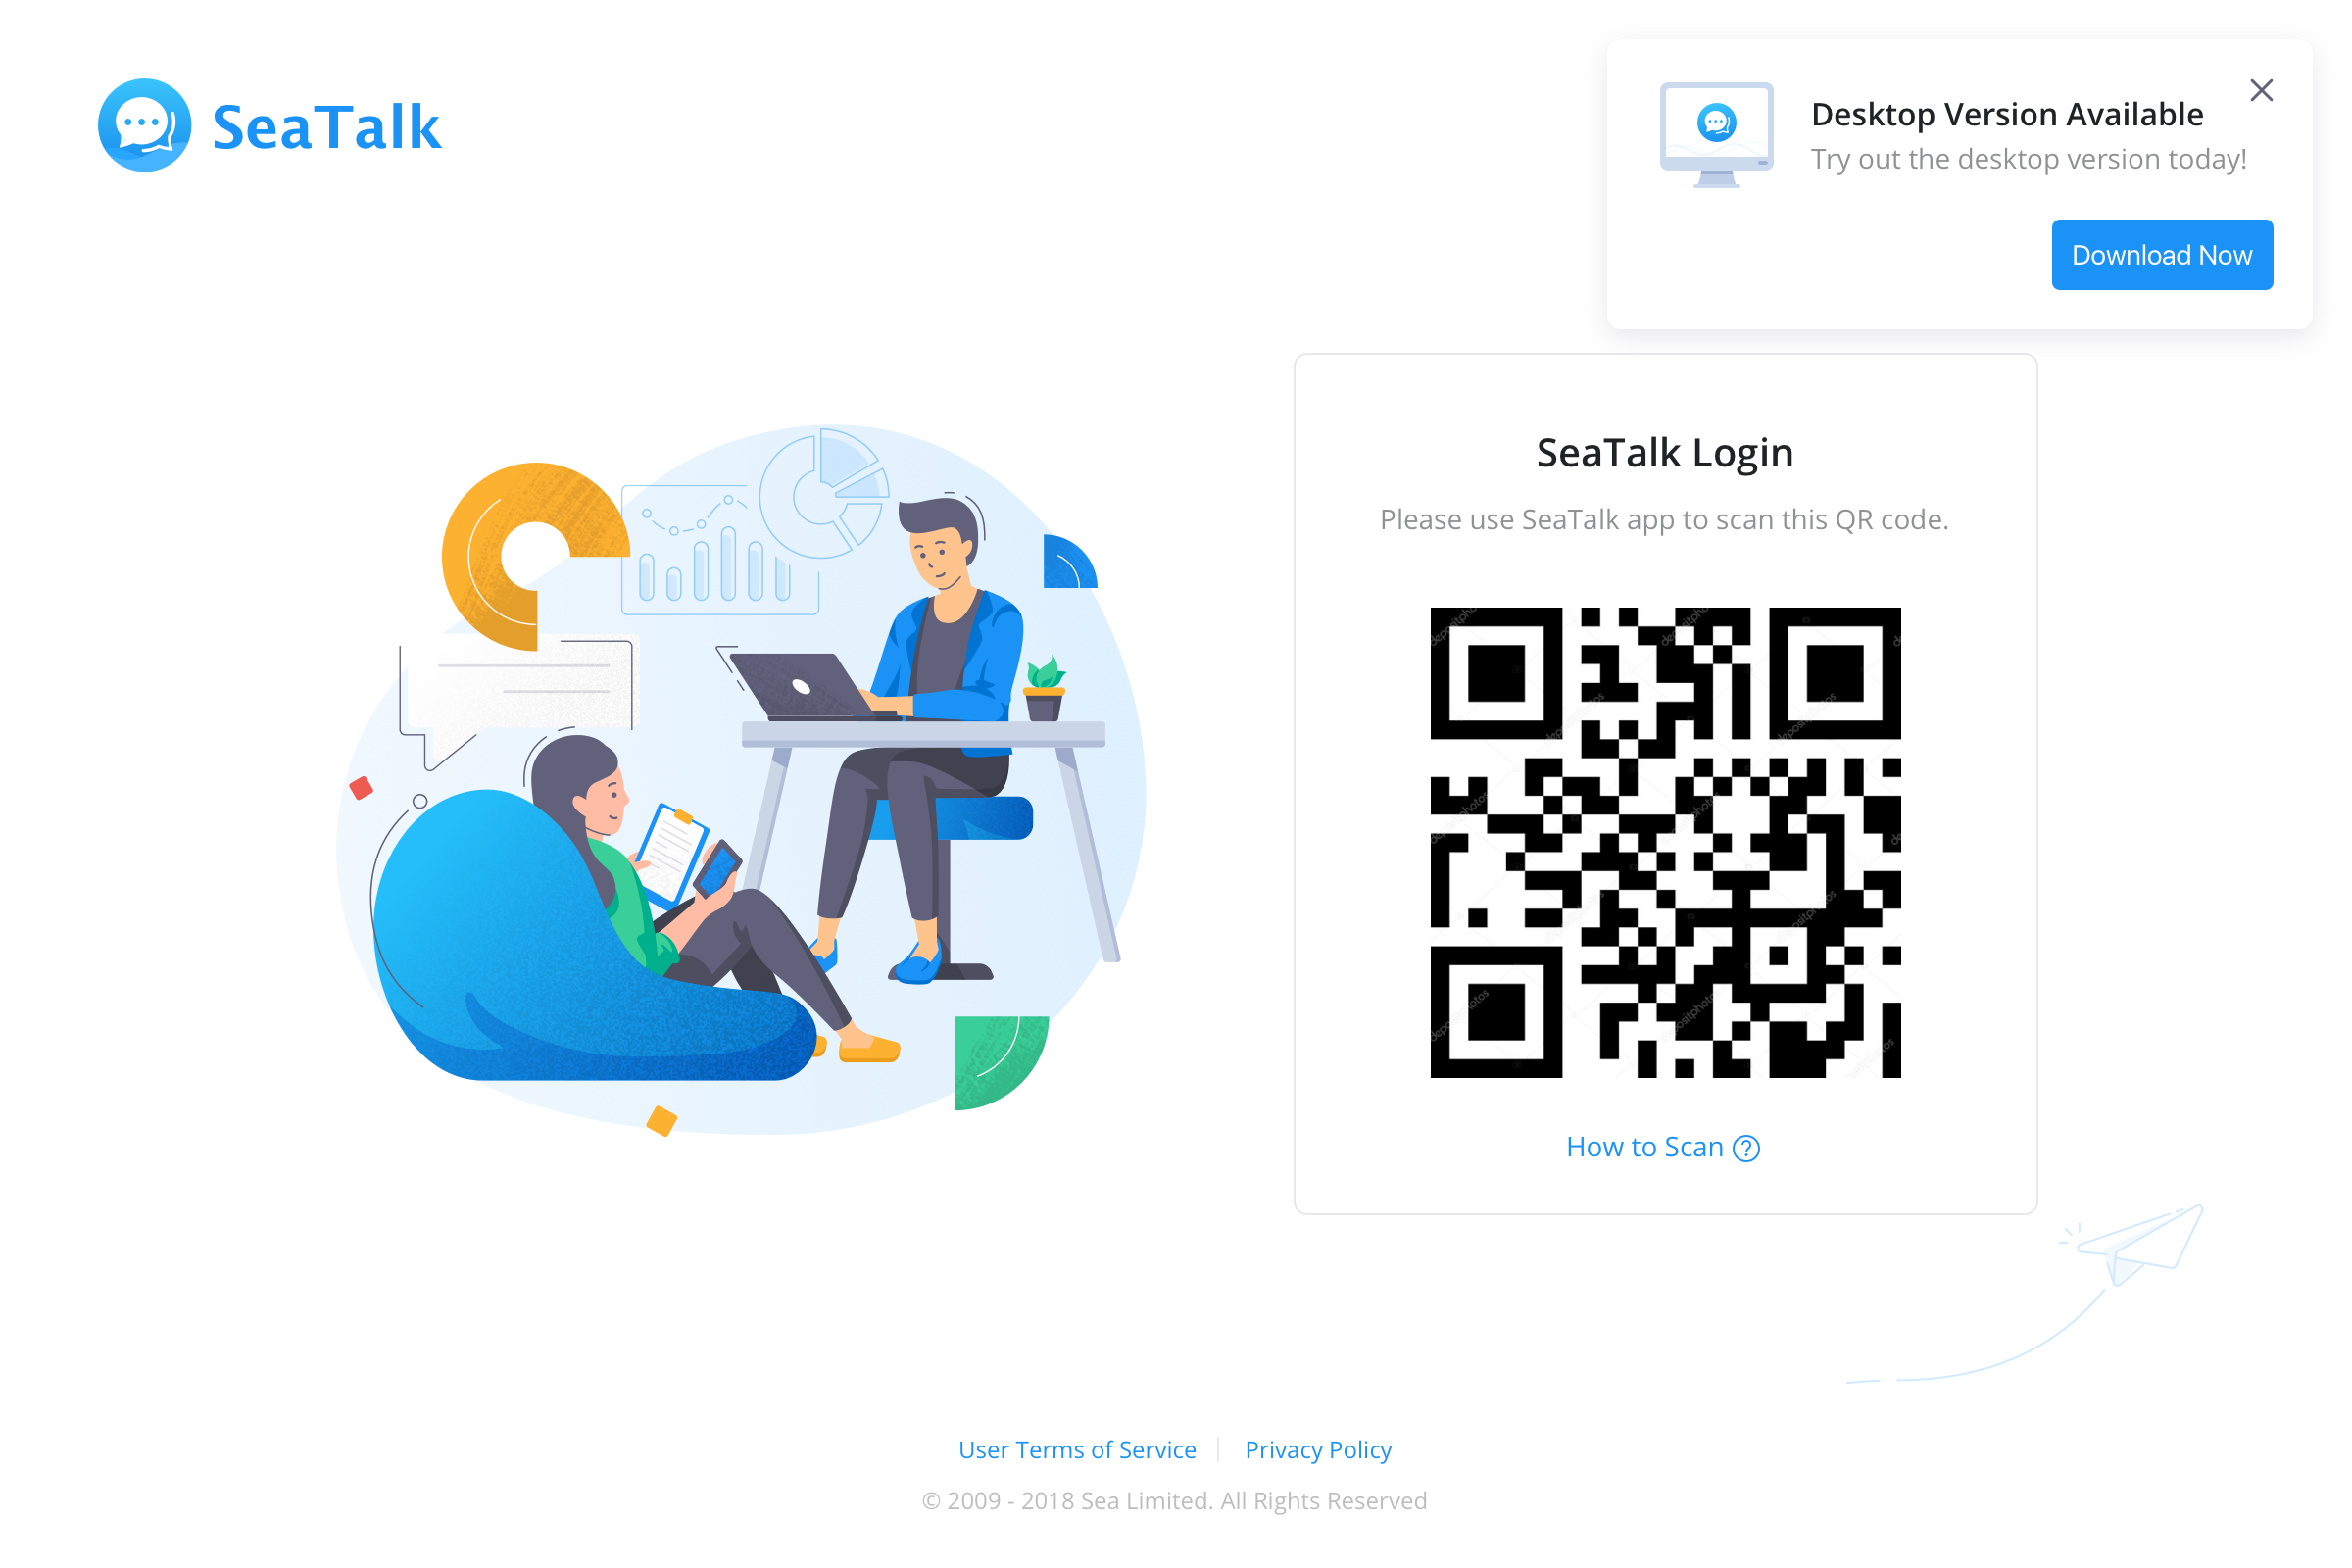 SeaTalk
Desktop Version Available
Try out the desktop version today!
Download Now
SeaTalk Login
Please use SeaTalk app to scan this QR code.
depositphotos
How to Scan ?
User Terms of Service
Privacy Policy
© 2009 - 2018 Sea Limited. All Rights Reserved